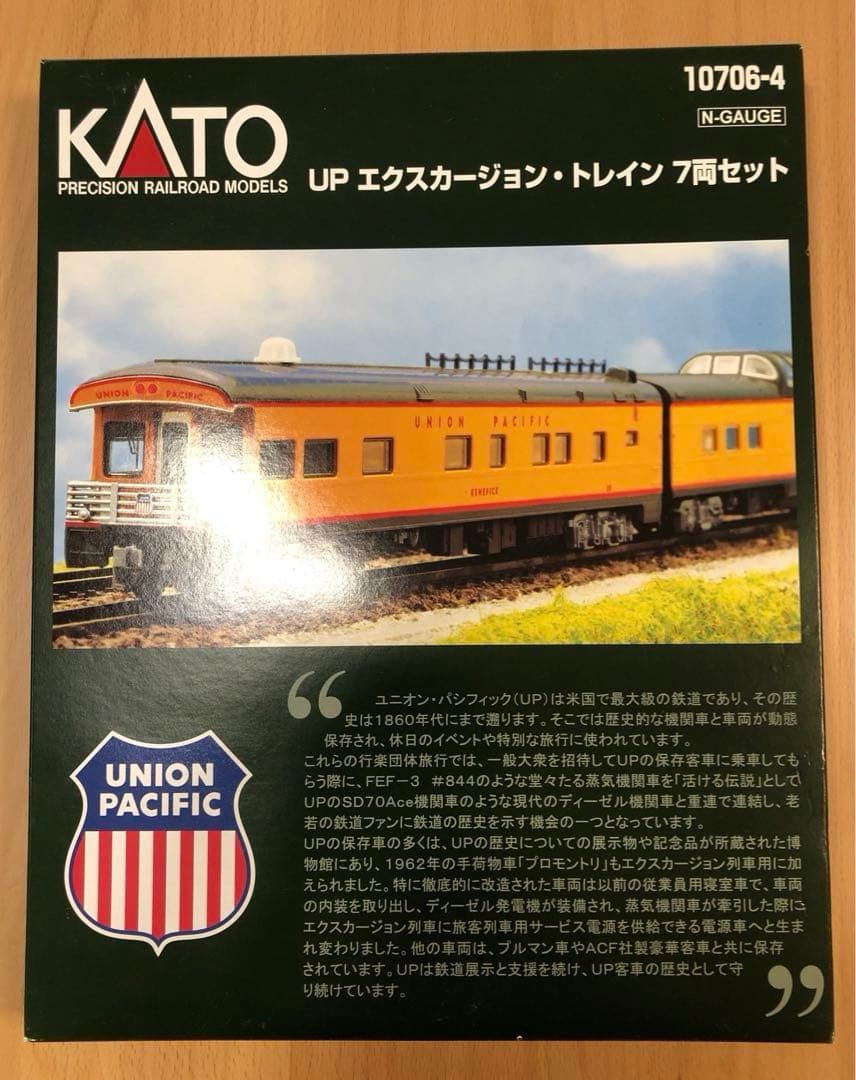 10706-4
N-GAUGE
KATO
PRECISION RAILROAD MODELS
UP エクスカージョン・トレイン 7両セット
UNION PACIFIC
UNION PACIFIC
KENEFICK
“
ユニオン・パシフィック(UP)は米国で最大級の鉄道であり、その歴
史は1860年代にまで遡ります。そこでは歴史的な機関車と車両が動態
保存され、休日のイベントや特別な旅行に使われています。
これらの行楽団体旅行では、一般大衆を招待してUPの保存客車に乗車しても
らう際に、FEF－3 #844のような堂々たる蒸気機関車を「活ける伝説」として
UPのSD70Ace機関車のような現代のディーゼル機関車と重連で連結し、老
若の鉄道ファンに鉄道の歴史を示す機会の一つとなっています。
UPの保存車の多くは、UPの歴史についての展示物や記念品が所蔵された博
物館にあり、1962年の手荷物車「プロモントリ」もエクスカージョン列車用に加
えられました。特に徹底的に改造された車両は以前の従業員用寝室車で、車両
の内装を取り出し、ディーゼル発電機が装備され、蒸気機関車が牽引した際に
エクスカージョン列車に旅客列車用サービス電源を供給できる電源車へと生ま
れ変わりました。他の車両は、プルマン車やACF社製豪華客車と共に保存
されています。UPは鉄道展示と支援を続け、UP客車の歴史として守
り続けています。
”
UNION
PACIFIC